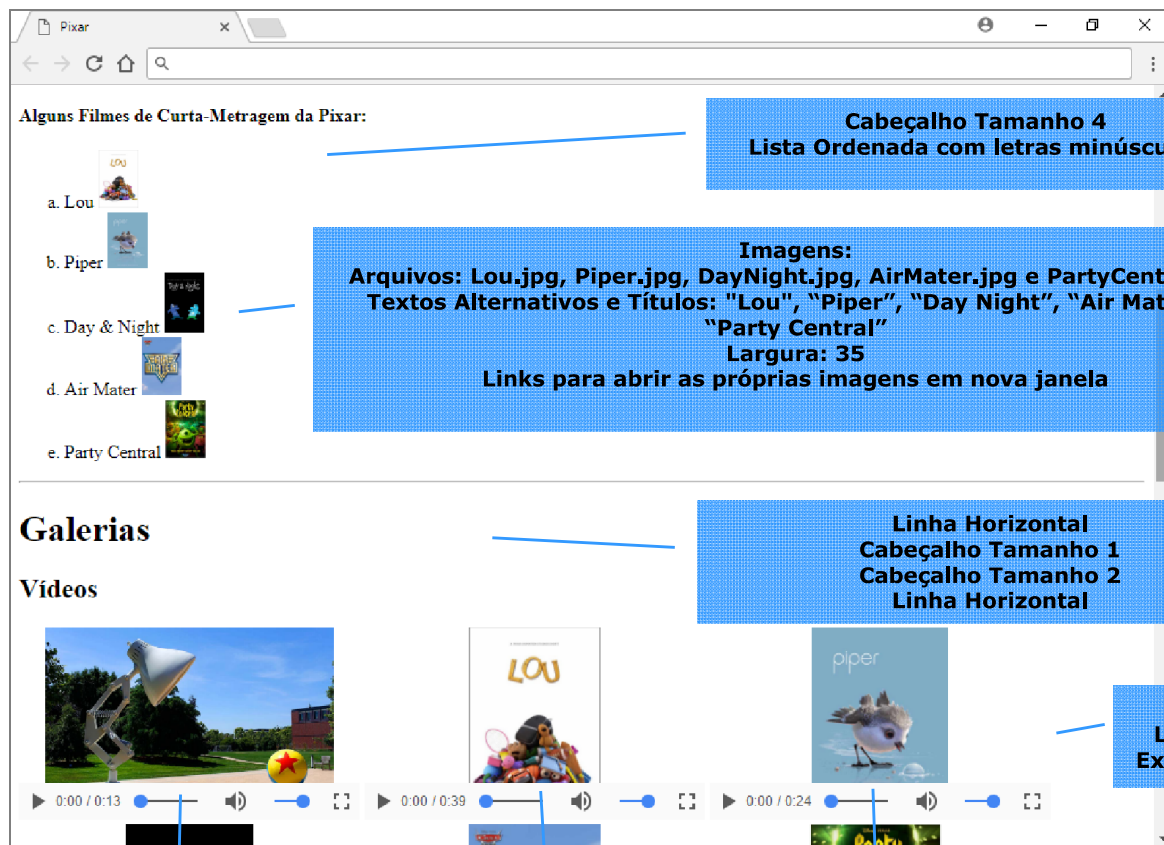 Pixar
Alguns Filmes de Curta-Metragem da Pixar:
Cabeçalho Tamanho 4
Lista Ordenada com letras minúscu
a. Lou
LOU
b. Piper
piper
c. Day & Night
d. Air Mater
e. Party Central
Imagens:
Arquivos: Lou.jpg, Piper.jpg, DayNight.jpg, AirMater.jpg e PartyCent
Textos Alternativos e Títulos: "Lou", “Piper”, “Day Night”, “Air Mat
“Party Central”
Largura: 35
Links para abrir as próprias imagens em nova janela
Galerias
Vídeos
Linha Horizontal
Cabeçalho Tamanho 1
Cabeçalho Tamanho 2
Linha Horizontal
LOU
piper
L
Ex
0:00 / 0:13
0:00 / 0:39
0:00 / 0:24